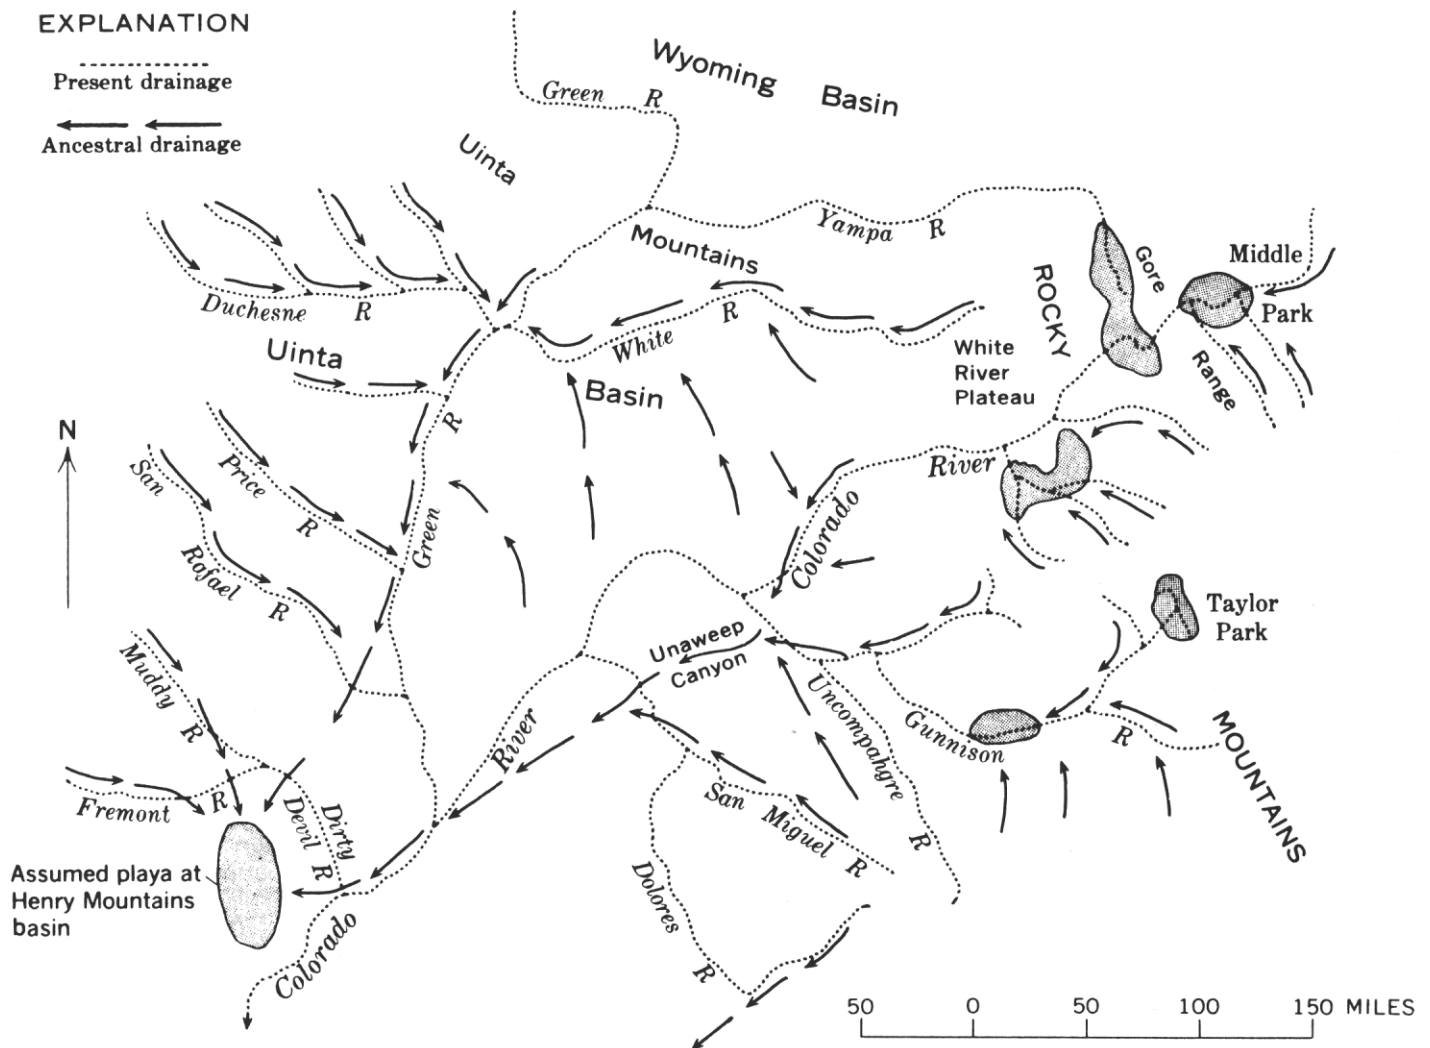 EXPLANATION
Present drainage
Ancestral drainage
Wyoming Basin
Green R
Uinta
Mountains
Yampa R
ROCKY
Gore
Range
Middle
Park
Duchesne R
Uinta
Basin
White R
White
River
Plateau
N
R
Green
Price R
San
Rafael R
River
Colorado
Taylor
Park
Muddy R
Unaweep
Canyon
Uncompahgre R
Gunnison R
MOUNTAINS
River
San Miguel R
Fremont R
Dirty
Devil R
Dolores R
Assumed playa at
Henry Mountains
basin
Colorado
50 0 50 100 150 MILES